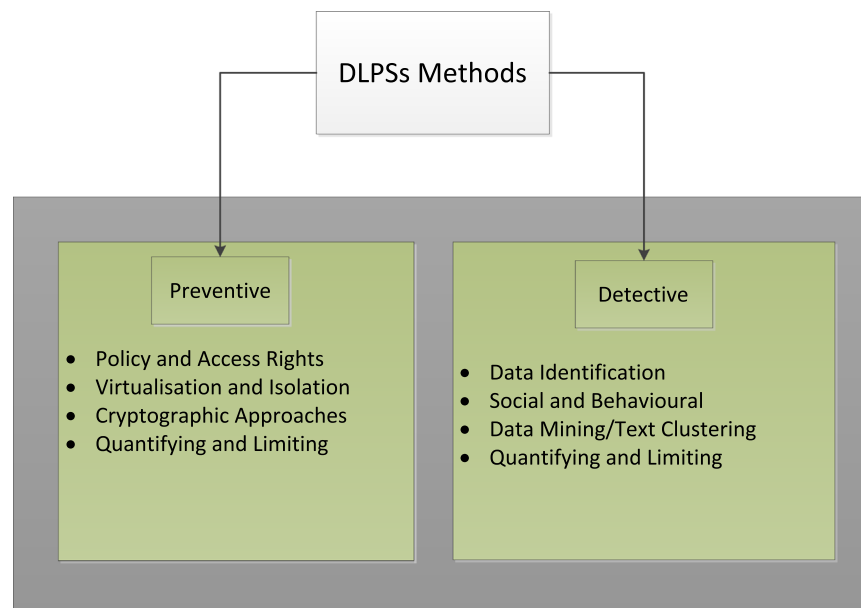 DLPSs Methods
Preventive
• Policy and Access Rights
• Virtualisation and Isolation
• Cryptographic Approaches
• Quantifying and Limiting
Detective
• Data Identification
• Social and Behavioural
• Data Mining/Text Clustering
• Quantifying and Limiting